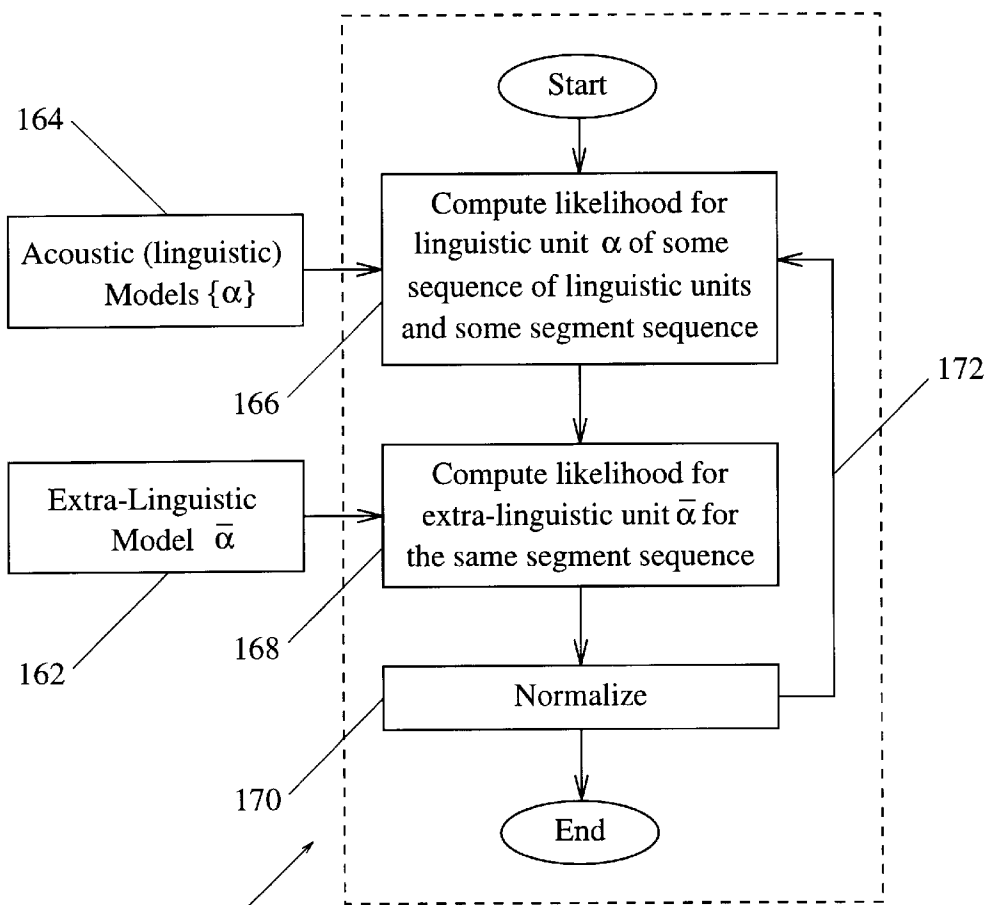 Start
164
Compute likelihood for
linguistic unit α of some
sequence of linguistic units
and some segment sequence
Acoustic (linguistic)
Models {α}
166
172
Compute likelihood for
extra-linguistic unit ᾱ for
the same segment sequence
Extra-Linguistic
Model ᾱ
168
162
Normalize
170
End